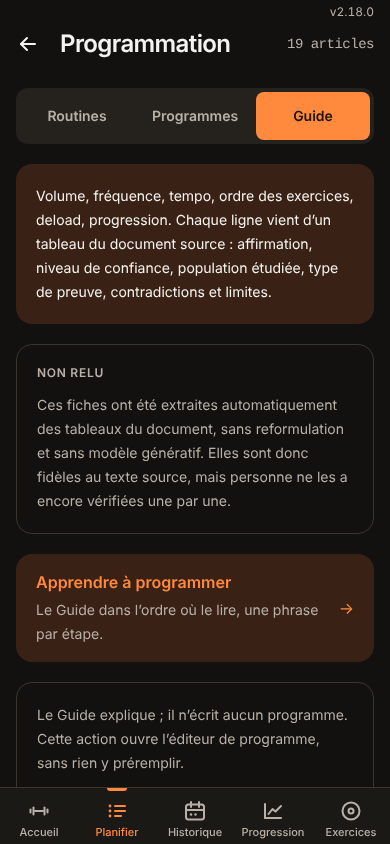 v2.18.0
Programmation
19 articles
Routines
Programmes
Guide
Volume, fréquence, tempo, ordre des exercices,
deload, progression. Chaque ligne vient d’un
tableau du document source : affirmation,
niveau de confiance, population étudiée, type
de preuve, contradictions et limites.
NON RELU
Ces fiches ont été extraites automatiquement
des tableaux du document, sans reformulation
et sans modèle génératif. Elles sont donc
fidèles au texte source, mais personne ne les a
encore vérifiées une par une.
Apprendre à programmer
Le Guide dans l’ordre où le lire, une phrase
par étape.
Le Guide explique ; il n’écrit aucun programme.
Cette action ouvre l’éditeur de programme,
sans rien y préremplir.
Accueil
Planifier
Historique
Progression
Exercices